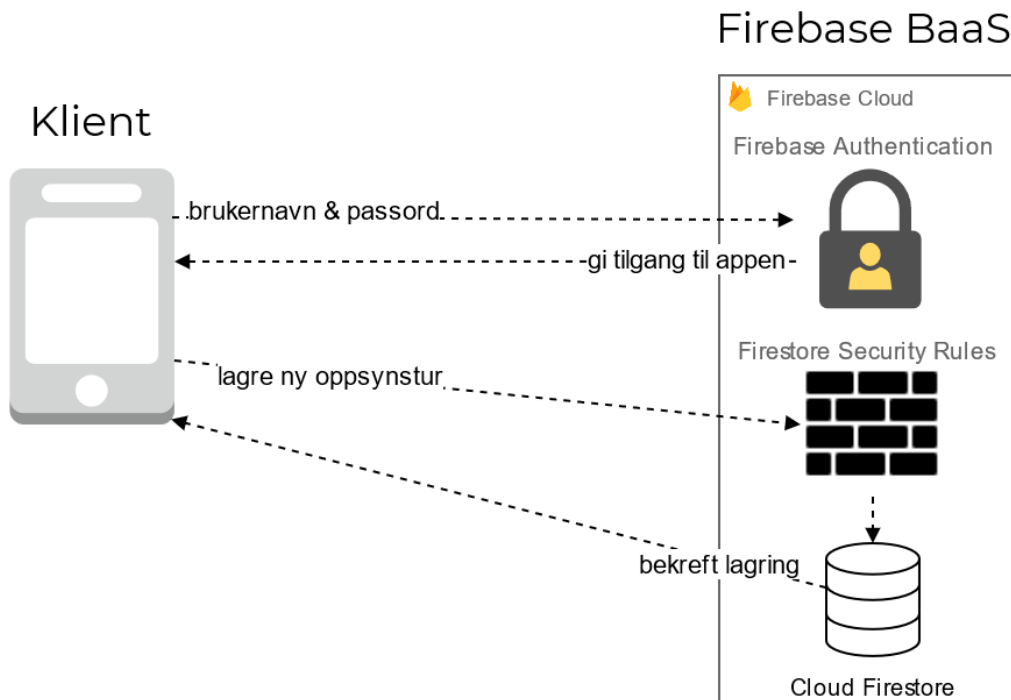 Firebase BaaS
Klient
Firebase Cloud
Firebase Authentication
brukernavn & passord
gi tilgang til appen
Firestore Security Rules
lagre ny oppsynstur
bekreft lagring
Cloud Firestore